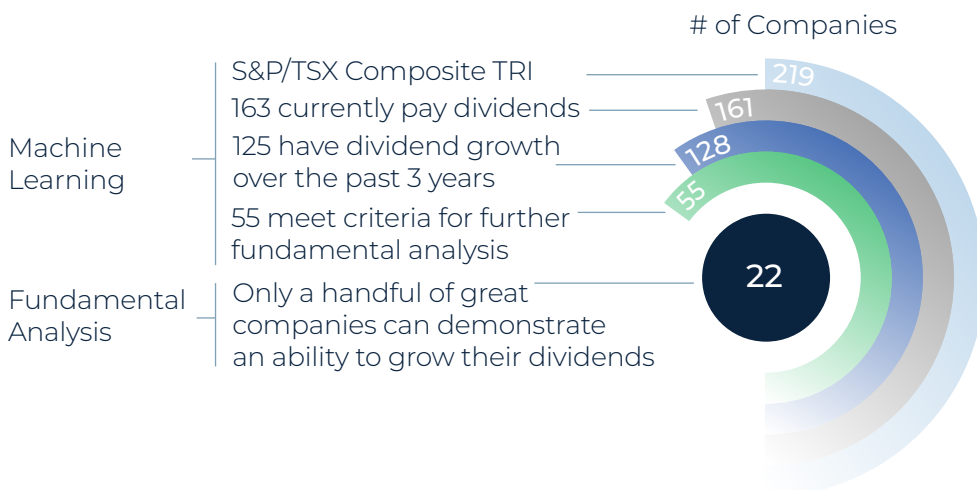 # of Companies
S&P/TSX Composite TRI
219
163 currently pay dividends
161
Machine
Learning
125 have dividend growth
over the past 3 years
128
55 meet criteria for further
fundamental analysis
55
Fundamental
Analysis
Only a handful of great
companies can demonstrate
an ability to grow their dividends
22